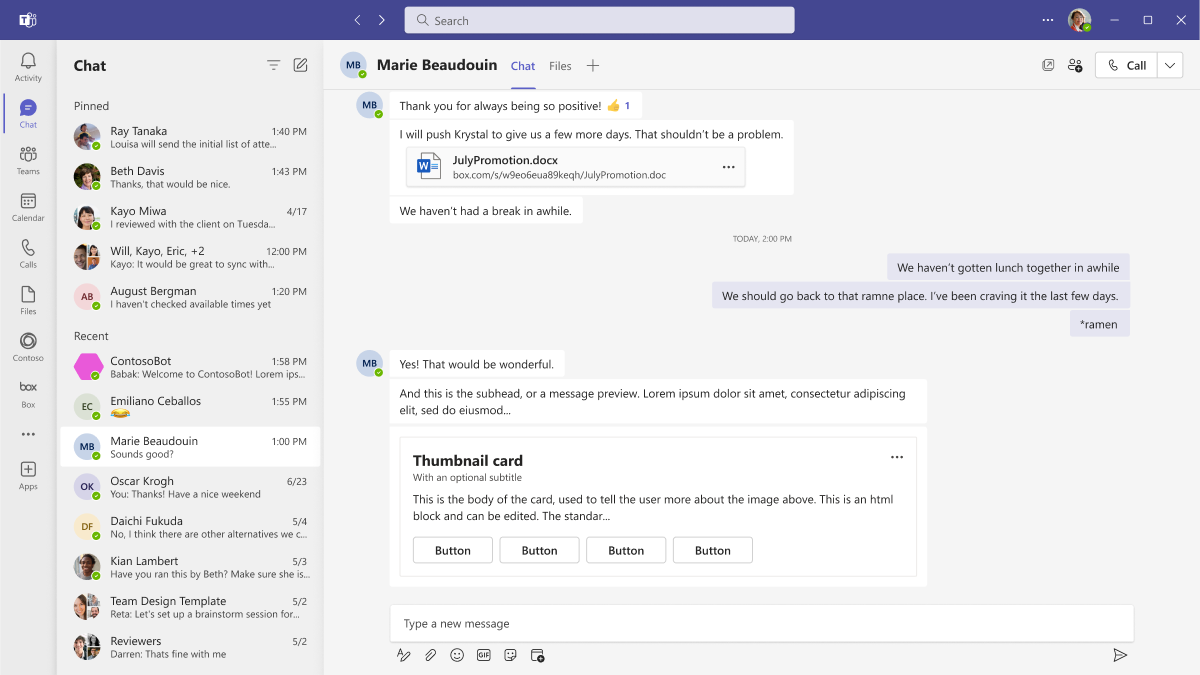 Search
Activity
Chat
Teams
Calendar
Calls
Files
Contoso
box
Box
Apps
Chat
Pinned
Ray Tanaka 1:40 PM
Louisa will send the initial list of atte...
Beth Davis 1:43 PM
Thanks, that would be nice.
Kayo Miwa 4/17
I reviewed with the client on Tuesda...
Will, Kayo, Eric, +2 12:00 PM
Kayo: It would be great to sync with...
AB
August Bergman 1:20 PM
I haven't checked available times yet
Recent
ContosoBot 1:58 PM
Babak: Welcome to ContosoBot! Lorem ips...
EC
Emiliano Ceballos 1:55 PM
😂
MB
Marie Beaudouin 1:00 PM
Sounds good?
OK
Oscar Krogh 6/23
You: Thanks! Have a nice weekend
DF
Daichi Fukuda 5/4
No, I think there are other alternatives we c...
Kian Lambert 5/3
Have you ran this by Beth? Make sure she is...
Team Design Template 5/2
Reta: Let's set up a brainstorm session for...
Reviewers 5/2
Darren: Thats fine with me
MB Marie Beaudouin Chat Files
Call
MB
Thank you for always being so positive! 👍 1
I will push Krystal to give us a few more days. That shouldn't be a problem.
W
JulyPromotion.docx
box.com/s/w9eo6eua89keqh/JulyPromotion.doc
We haven't had a break in awhile.
TODAY, 2:00 PM
We haven't gotten lunch together in awhile
We should go back to that ramne place. I've been craving it the last few days.
*ramen
MB
Yes! That would be wonderful.
And this is the subhead, or a message preview. Lorem ipsum dolor sit amet, consectetur adipiscing
elit, sed do eiusmod...
Thumbnail card
With an optional subtitle
This is the body of the card, used to tell the user more about the image above. This is an html
block and can be edited. The standar...
Button Button Button Button
Type a new message
GIF